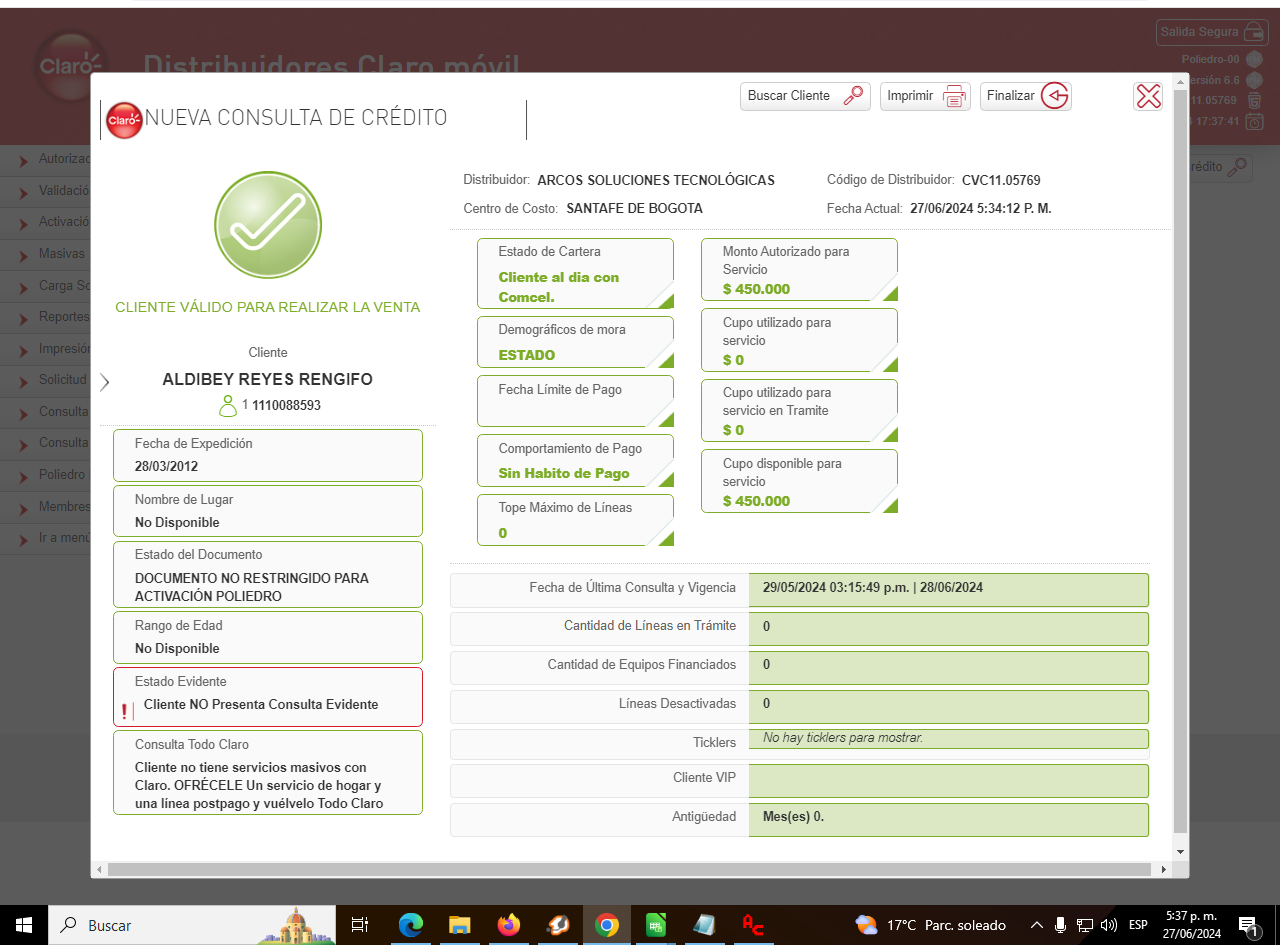 Claro
Distribuidores Claro móvil
Salida Segura
Poliedro-00
ersión 6.6
11.05769
17:37:41
Buscar Cliente
Imprimir
Finalizar
Claro
NUEVA CONSULTA DE CRÉDITO
Autorizac
Validació
Activació
Masivas
Carga So
Reportes
Impresión
Solicitud
Consulta
Consulta
Poliedro
Membres
Ir a menú
rédito
CLIENTE VÁLIDO PARA REALIZAR LA VENTA
Cliente
ALDIBEY REYES RENGIFO
1 1110088593
Fecha de Expedición
28/03/2012
Nombre de Lugar
No Disponible
Estado del Documento
DOCUMENTO NO RESTRINGIDO PARA
ACTIVACIÓN POLIEDRO
Rango de Edad
No Disponible
Estado Evidente
! Cliente NO Presenta Consulta Evidente
Consulta Todo Claro
Cliente no tiene servicios masivos con
Claro. OFRÉCELE Un servicio de hogar y
una línea postpago y vuélvelo Todo Claro
Distribuidor: ARCOS SOLUCIONES TECNOLÓGICAS
Código de Distribuidor: CVC11.05769
Centro de Costo: SANTAFE DE BOGOTA
Fecha Actual: 27/06/2024 5:34:12 P. M.
Estado de Cartera
Cliente al dia con
Comcel.
Demográficos de mora
ESTADO
Fecha Límite de Pago
Comportamiento de Pago
Sin Habito de Pago
Tope Máximo de Líneas
0
Monto Autorizado para
Servicio
$ 450.000
Cupo utilizado para
servicio
$ 0
Cupo utilizado para
servicio en Tramite
$ 0
Cupo disponible para
servicio
$ 450.000
Fecha de Última Consulta y Vigencia 29/05/2024 03:15:49 p.m. | 28/06/2024
Cantidad de Líneas en Trámite 0
Cantidad de Equipos Financiados 0
Líneas Desactivadas 0
Ticklers No hay ticklers para mostrar.
Cliente VIP
Antigüedad Mes(es) 0.
Buscar
17°C Parc. soleado
ESP
5:37 p. m.
27/06/2024
1